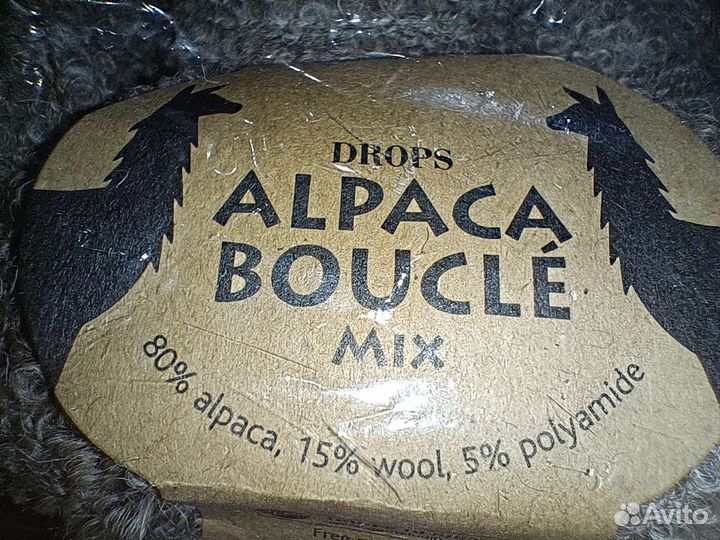 DROPS
ALPACA
BOUCLÉ
MIX
80% alpaca, 15% wool, 5% polyamide
Avito